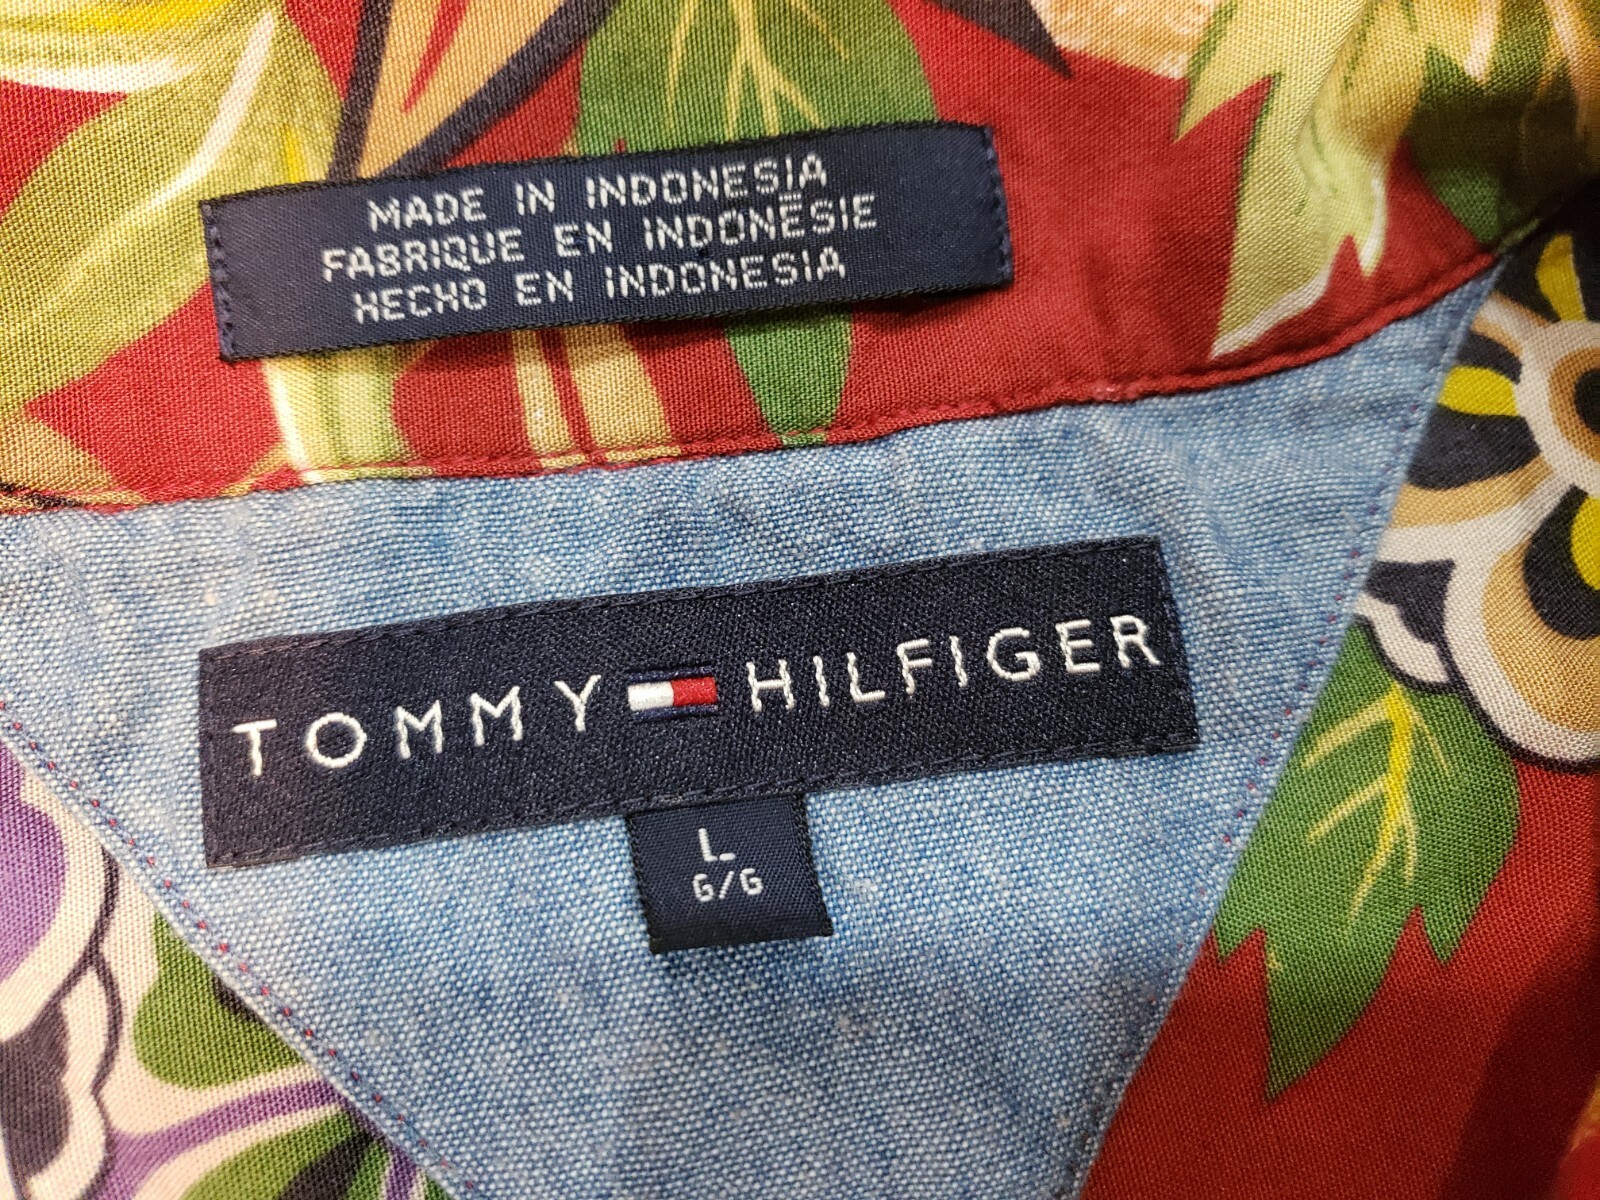 MADE IN INDONESIA
FABRIQUE EN INDONÉSIE
HECHO EN INDONESIA
TOMMY HILFIGER
L
G/G